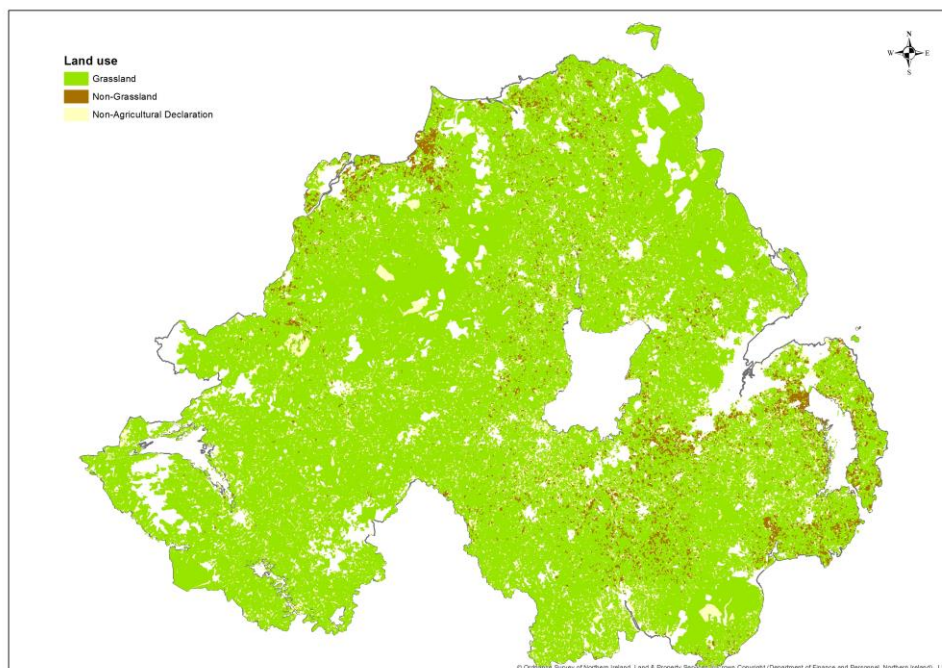 Land use
Grassland
Non-Grassland
Non-Agricultural Declaration
N
W E
S
© Ordnance Survey of Northern Ireland, Land & Property Services © Crown Copyright (Department of Finance and Personnel, Northern Ireland)